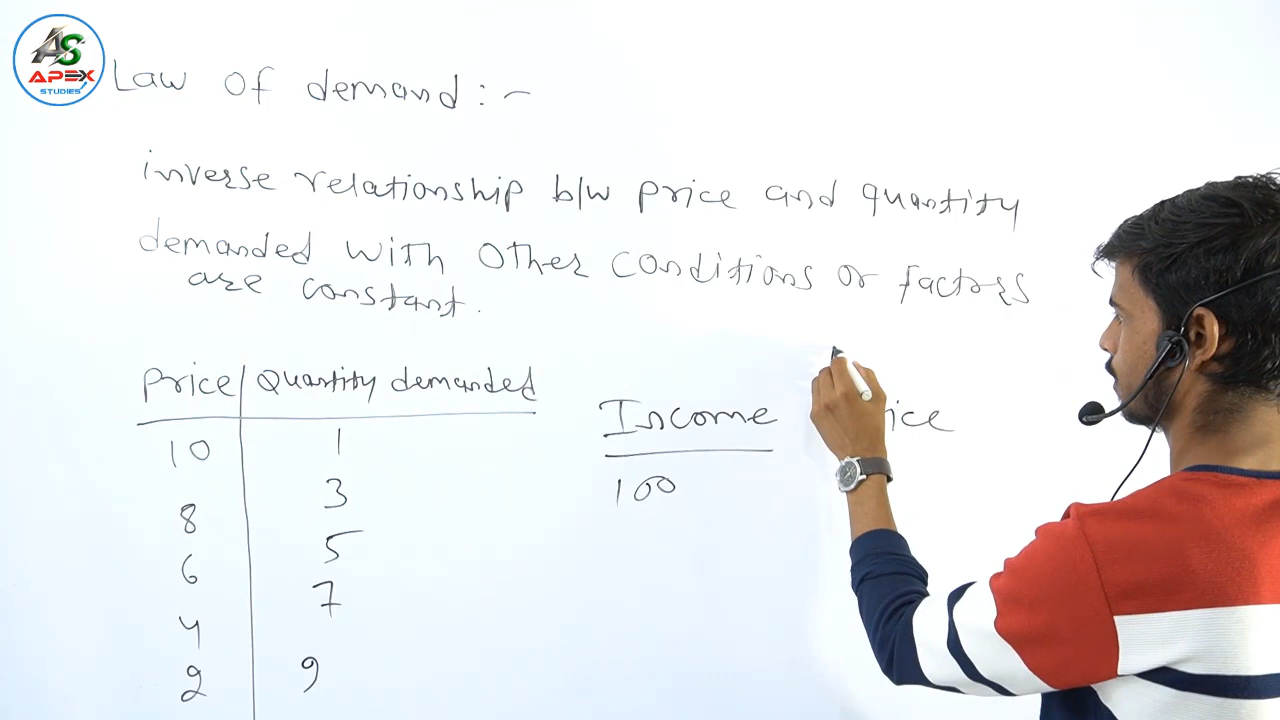 AS
APEX
STUDIES
Law of demand :-
inverse relationship b/w price and quantity
demanded with other conditions or factors
are constant.
Price Quantity demanded
10 1
8 3
6 5
4 7
2 9
Income
100